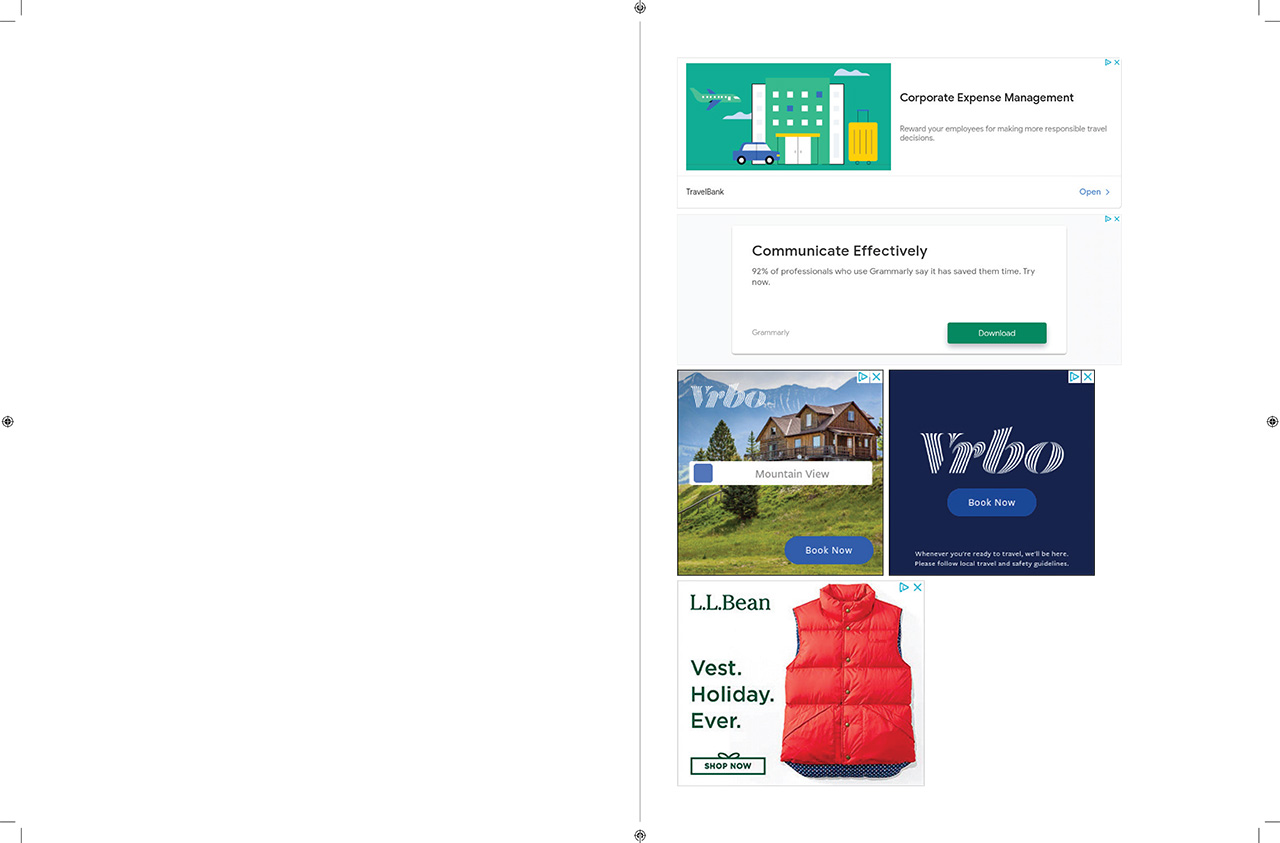 Corporate Expense Management
Reward your employees for making more responsible travel
decisions.
TravelBank
Open
Communicate Effectively
92% of professionals who use Grammarly say it has saved them time. Try
now.
Grammarly
Download
Vrbo
Mountain View
Book Now
Vrbo
Book Now
Whenever you're ready to travel, we'll be here.
Please follow local travel and safety guidelines.
L.L.Bean
Vest.
Holiday.
Ever.
SHOP NOW